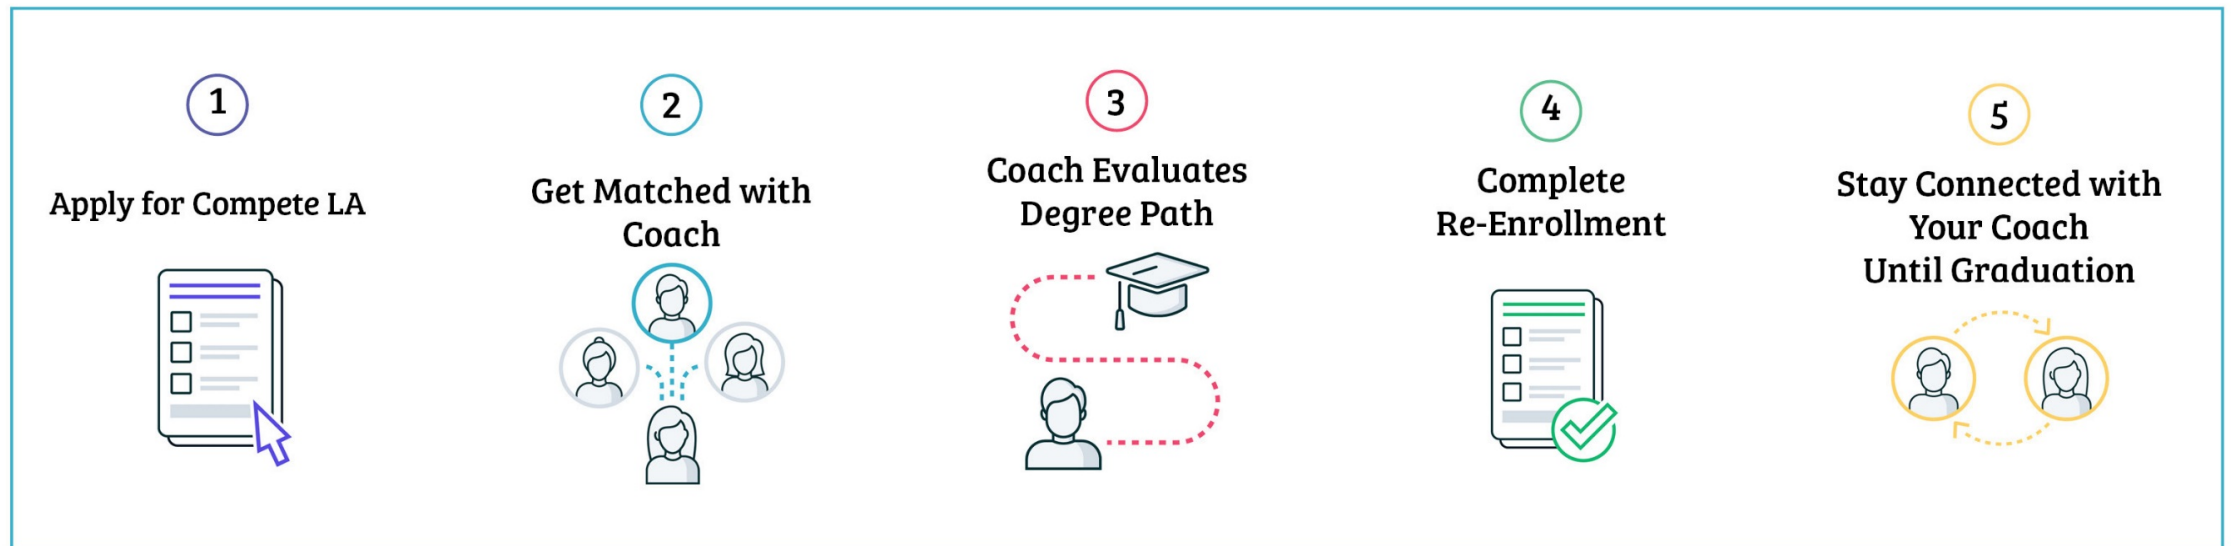 1
Apply for Compete LA
2
Get Matched with
Coach
3
Coach Evaluates
Degree Path
4
Complete
Re-Enrollment
5
Stay Connected with
Your Coach
Until Graduation